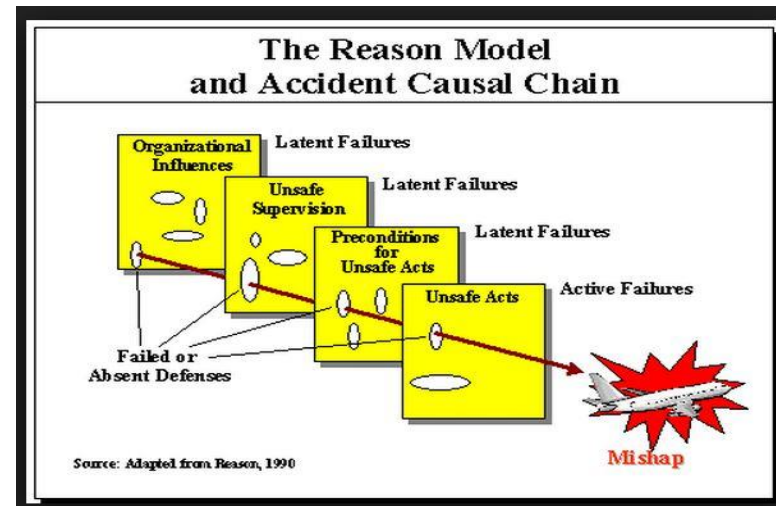 The Reason Model
and Accident Causal Chain
Organizational
Influences
Latent Failures
Unsafe
Supervision
Latent Failures
Preconditions
for
Unsafe Acts
Latent Failures
Unsafe Acts
Active Failures
Failed or
Absent Defenses
Mishap
Source: Adapted from Reason, 1990